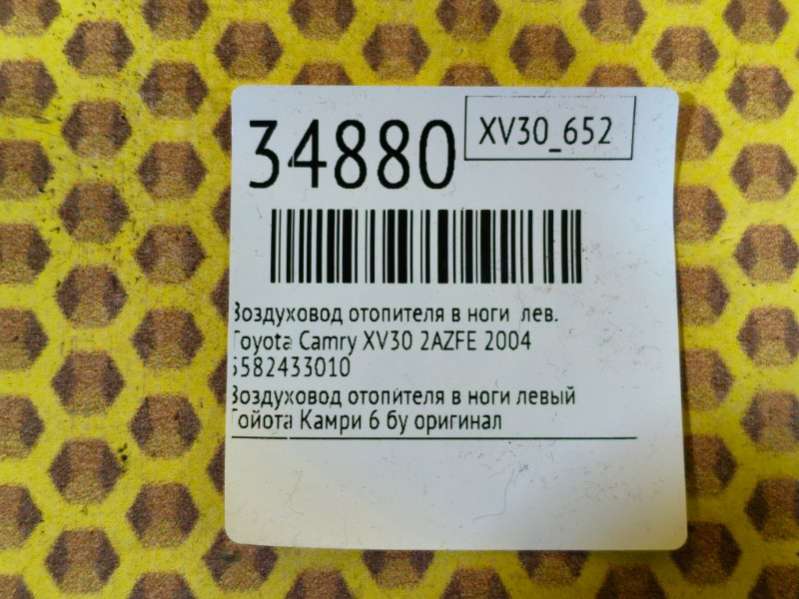 34880
XV30_652
Воздуховод отопителя в ноги лев.
Toyota Camry XV30 2AZFE 2004
5582433010
Воздуховод отопителя в ноги левый
Тойота Камри 6 бу оригинал